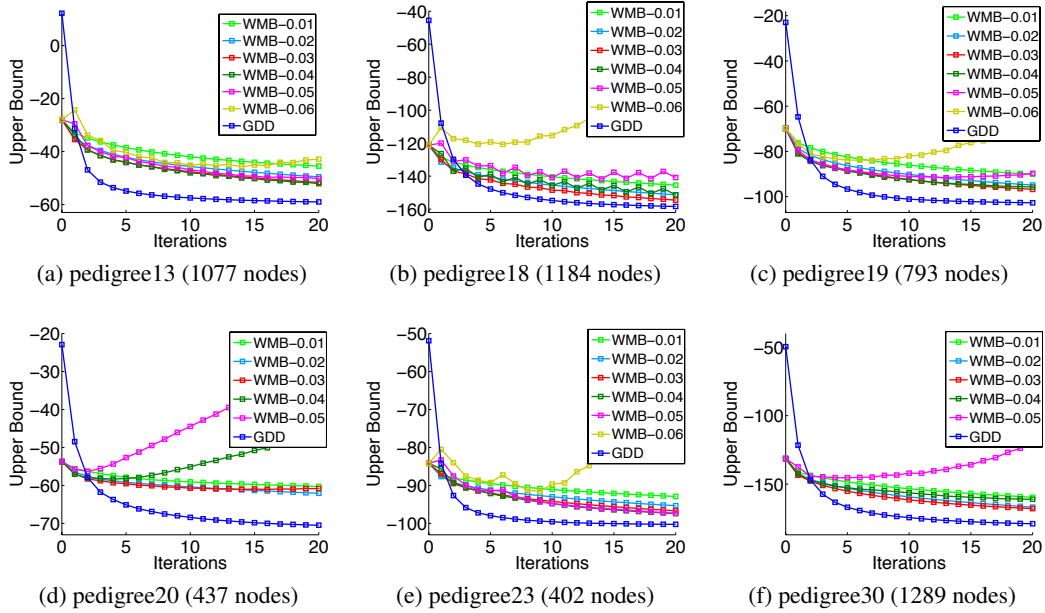 Upper Bound
0
−20
−40
−60
0 5 10 15 20
Iterations
WMB−0.01
WMB−0.02
WMB−0.03
WMB−0.04
WMB−0.05
WMB−0.06
GDD
(a) pedigree13 (1077 nodes)
Upper Bound
−40
−60
−80
−100
−120
−140
−160
0 5 10 15 20
Iterations
WMB−0.01
WMB−0.02
WMB−0.03
WMB−0.04
WMB−0.05
WMB−0.06
GDD
(b) pedigree18 (1184 nodes)
Upper Bound
−20
−40
−60
−80
−100
0 5 10 15 20
Iterations
WMB−0.01
WMB−0.02
WMB−0.03
WMB−0.04
WMB−0.05
WMB−0.06
GDD
(c) pedigree19 (793 nodes)
Upper Bound
−20
−30
−40
−50
−60
−70
0 5 10 15 20
Iterations
WMB−0.01
WMB−0.02
WMB−0.03
WMB−0.04
WMB−0.05
GDD
(d) pedigree20 (437 nodes)
Upper Bound
−50
−60
−70
−80
−90
−100
0 5 10 15 20
Iterations
WMB−0.01
WMB−0.02
WMB−0.03
WMB−0.04
WMB−0.05
WMB−0.06
GDD
(e) pedigree23 (402 nodes)
Upper Bound
−50
−100
−150
0 5 10 15 20
Iterations
WMB−0.01
WMB−0.02
WMB−0.03
WMB−0.04
WMB−0.05
GDD
(f) pedigree30 (1289 nodes)